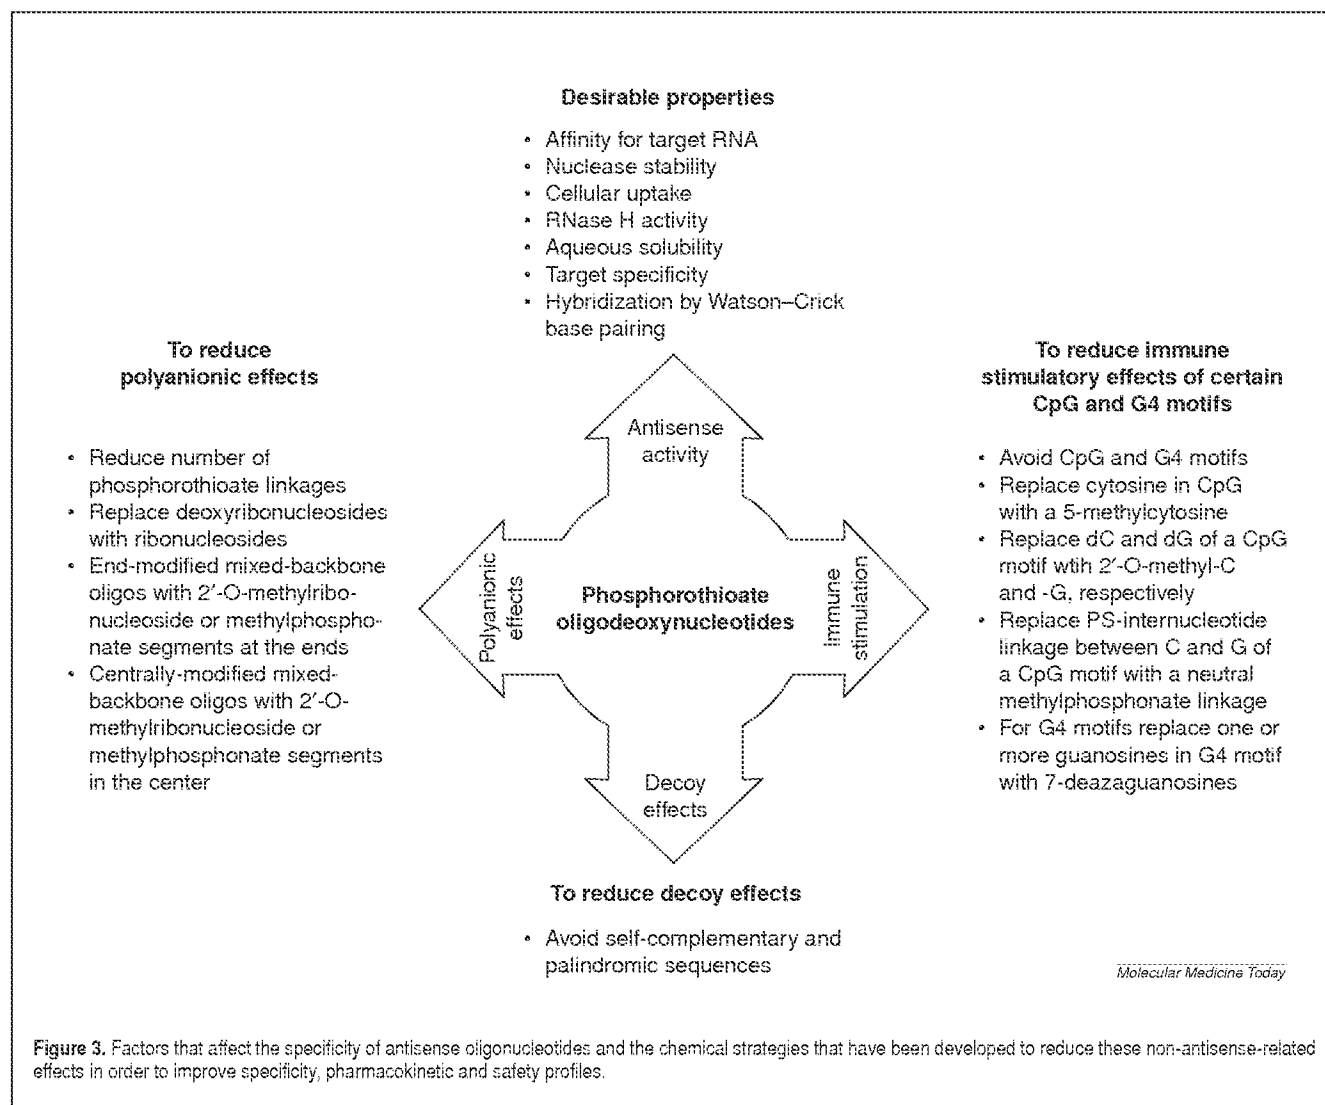 Desirable properties
• Affinity for target RNA
• Nuclease stability
• Cellular uptake
• RNase H activity
• Aqueous solubility
• Target specificity
• Hybridization by Watson–Crick
base pairing
To reduce
polyanionic effects
• Reduce number of
phosphorothioate linkages
• Replace deoxyribonucleosides
with ribonucleosides
• End-modified mixed-backbone
oligos with 2′-O-methylribo-
nucleoside or methylphospho-
nate segments at the ends
• Centrally-modified mixed-
backbone oligos with 2′-O-
methylribonucleoside or
methylphosphonate segments
in the center
Antisense
activity
Polyanionic
effects
Phosphorothioate
oligodeoxynucleotides
Immune
stimulation
Decoy
effects
To reduce immune
stimulatory effects of certain
CpG and G4 motifs
• Avoid CpG and G4 motifs
• Replace cytosine in CpG
with a 5-methylcytosine
• Replace dC and dG of a CpG
motif wtih 2′-O-methyl-C
and -G, respectively
• Replace PS-internucleotide
linkage between C and G of
a CpG motif with a neutral
methylphosphonate linkage
• For G4 motifs replace one or
more guanosines in G4 motif
with 7-deazaguanosines
To reduce decoy effects
• Avoid self-complementary and
palindromic sequences
Molecular Medicine Today
Figure 3. Factors that affect the specificity of antisense oligonucleotides and the chemical strategies that have been developed to reduce these non-antisense-related
effects in order to improve specificity, pharmacokinetic and safety profiles.